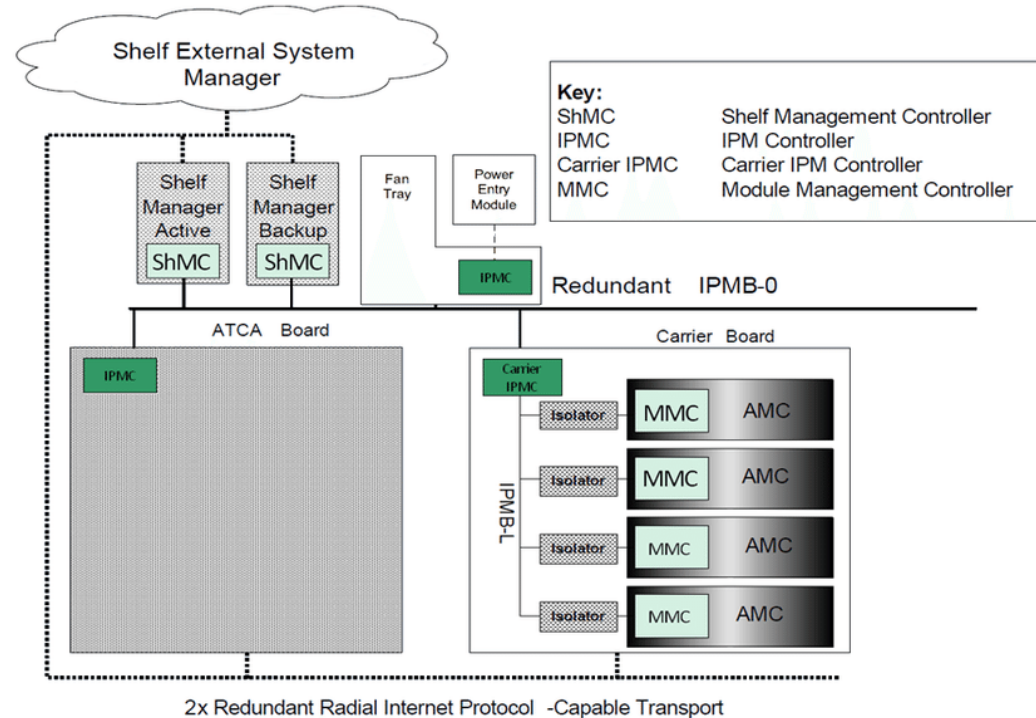 Shelf External System
Manager
Key:
ShMC Shelf Management Controller
IPMC IPM Controller
Carrier IPMC Carrier IPM Controller
MMC Module Management Controller
Shelf
Manager
Active
ShMC
Shelf
Manager
Backup
ShMC
Fan
Tray
Power
Entry
Module
IPMC
Redundant IPMB-0
ATCA Board
IPMC
Carrier Board
Carrier
IPMC
IPMB-L
Isolator
MMC AMC
Isolator
MMC AMC
Isolator
MMC AMC
Isolator
MMC AMC
2x Redundant Radial Internet Protocol -Capable Transport